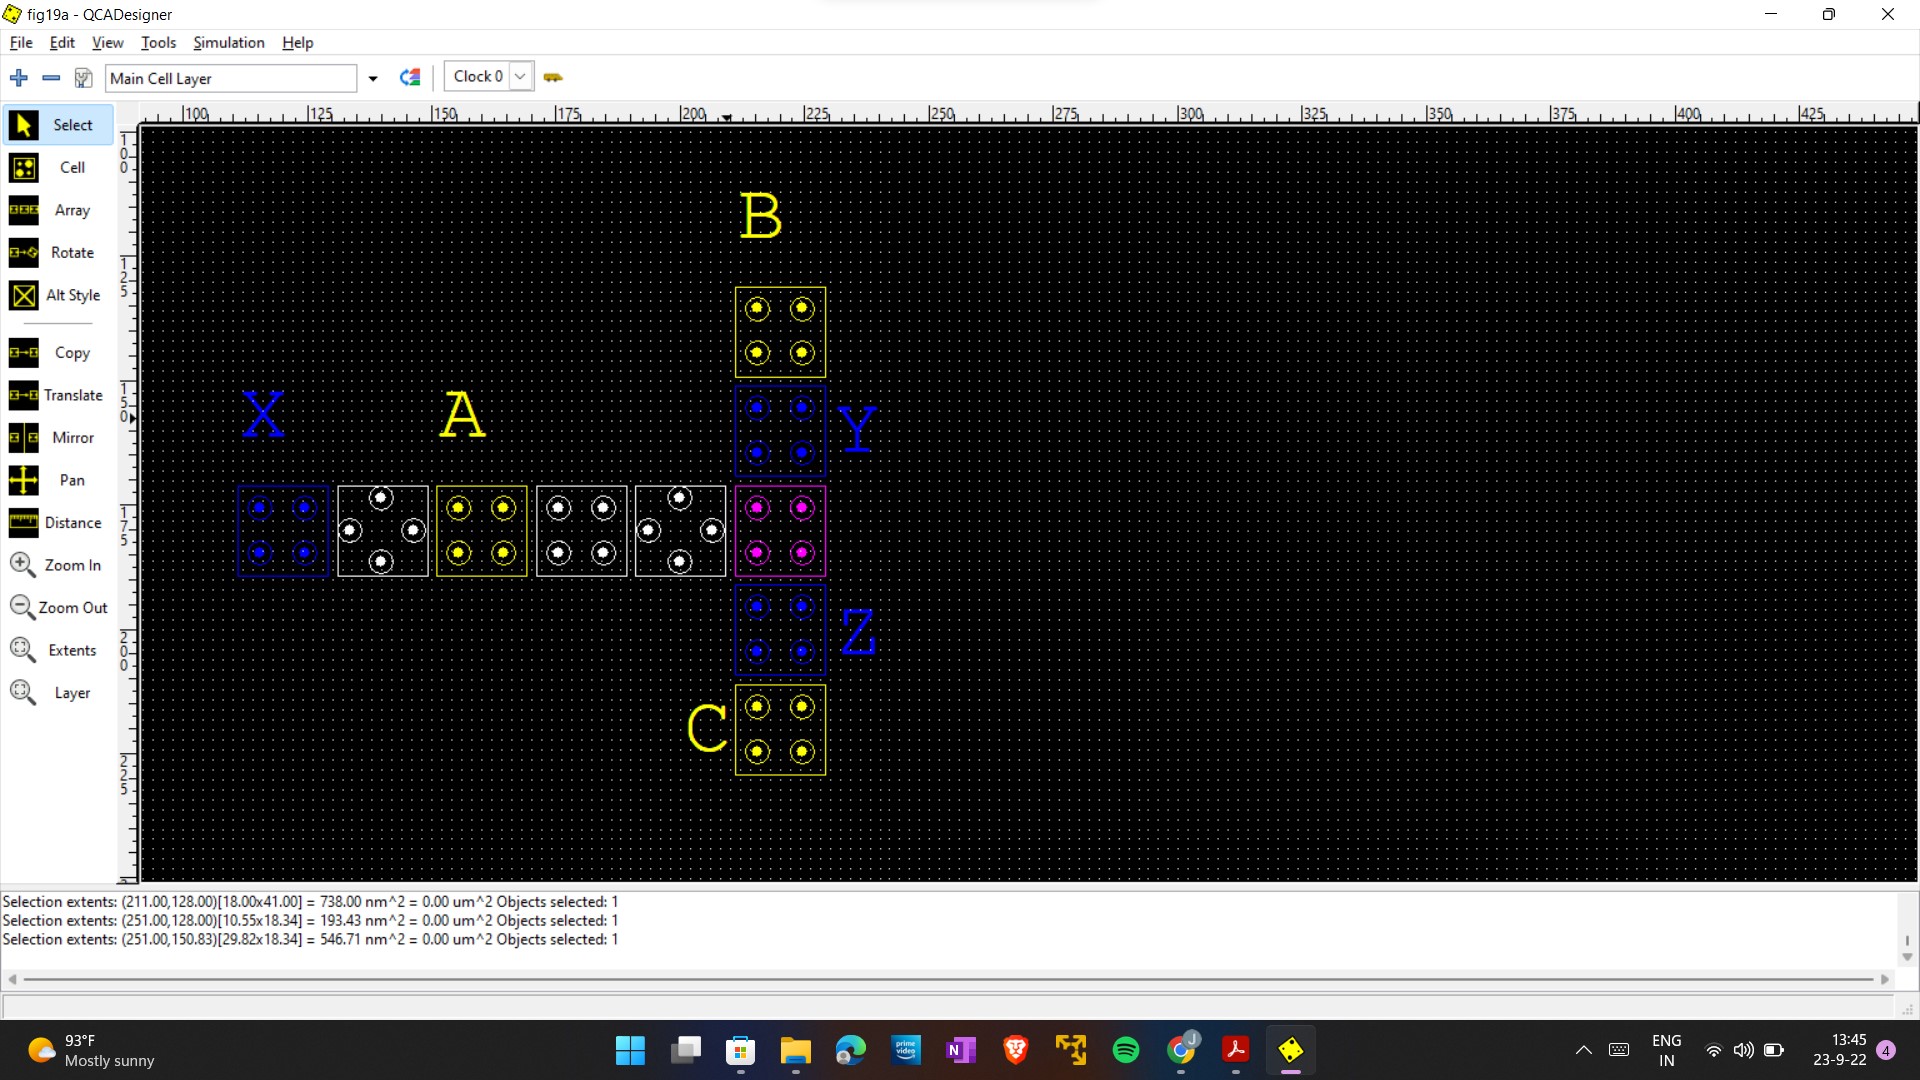 fig19a - QCADesigner
File Edit View Tools Simulation Help
Main Cell Layer Clock 0
100 125 150 175 200 225 250 275 300 325 350 375 400 425
Select
Cell
Array
Rotate
Alt Style
Copy
Translate
Mirror
Pan
Distance
Zoom In
Zoom Out
Extents
Layer
100
125
150
175
200
225
B
X A Y
Z
C
Selection extents: (211.00,128.00)[18.00x41.00] = 738.00 nm^2 = 0.00 um^2 Objects selected: 1
Selection extents: (251.00,128.00)[10.55x18.34] = 193.43 nm^2 = 0.00 um^2 Objects selected: 1
Selection extents: (251.00,150.83)[29.82x18.34] = 546.71 nm^2 = 0.00 um^2 Objects selected: 1
93°F
Mostly sunny
prime video
N
J
ENG
IN
13:45
23-9-22
4